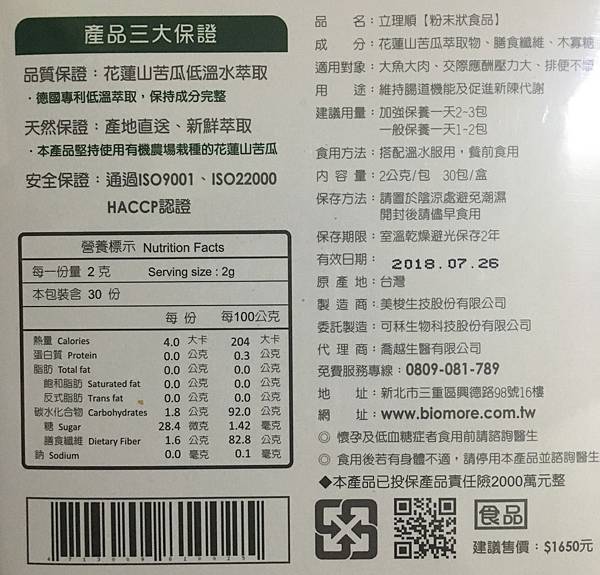 產品三大保證
品質保證：花蓮山苦瓜低溫水萃取
·德國專利低溫萃取，保持成分完整
天然保證：產地直送、新鮮萃取
·本產品堅持使用有機農場栽種的花蓮山苦瓜
安全保證：通過ISO9001、ISO22000
HACCP認證
營養標示 Nutrition Facts
每一份量 2 克 Serving size : 2g
本包裝含 30 份
每 份 每100公克
熱量 Calories 4.0 大卡 204 大卡
蛋白質 Protein 0.0 公克 0.3 公克
脂肪 Total fat 0.0 公克 0.0 公克
飽和脂肪 Saturated fat 0.0 公克 0.0 公克
反式脂肪 Trans fat 0.0 公克 0.0 公克
碳水化合物 Carbohydrates 1.8 公克 92.0 公克
糖 Sugar 28.4 微克 1.42 毫克
膳食纖維 Dietary Fiber 1.6 公克 82.8 公克
鈉 Sodium 0.0 毫克 0.1 毫克
品 名：立理順【粉末狀食品】
成 分：花蓮山苦瓜萃取物、膳食纖維、木寡糖
適用對象：大魚大肉、交際應酬壓力大、排便不
用 途：維持腸道機能及促進新陳代謝
建議用量：加強保養一天2~3包
一般保養一天1~2包
食用方法：搭配溫水服用，餐前食用
內 容 量：2公克/包 30包/盒
保存方法：請置於陰涼處避免潮濕
開封後請儘早食用
保存期限：室溫乾燥避光保存2年
有效日期：2018.07.26
原 產 地：台灣
製 造 商：美梭生技股份有限公司
委託製造：可秝生物科技股份有限公司
代 理 商：喬越生醫有限公司
免費服務專線：0809-081-789
地 址：新北市三重區興德路98號16樓
網 址：www.biomore.com.tw
◎ 懷孕及低血糖症者食用前請諮詢醫生
◎ 食用後若有身體不適，請停用本產品並諮詢醫生
◆本產品已投保產品責任險2000萬元整
食品
建議售價：$1650元